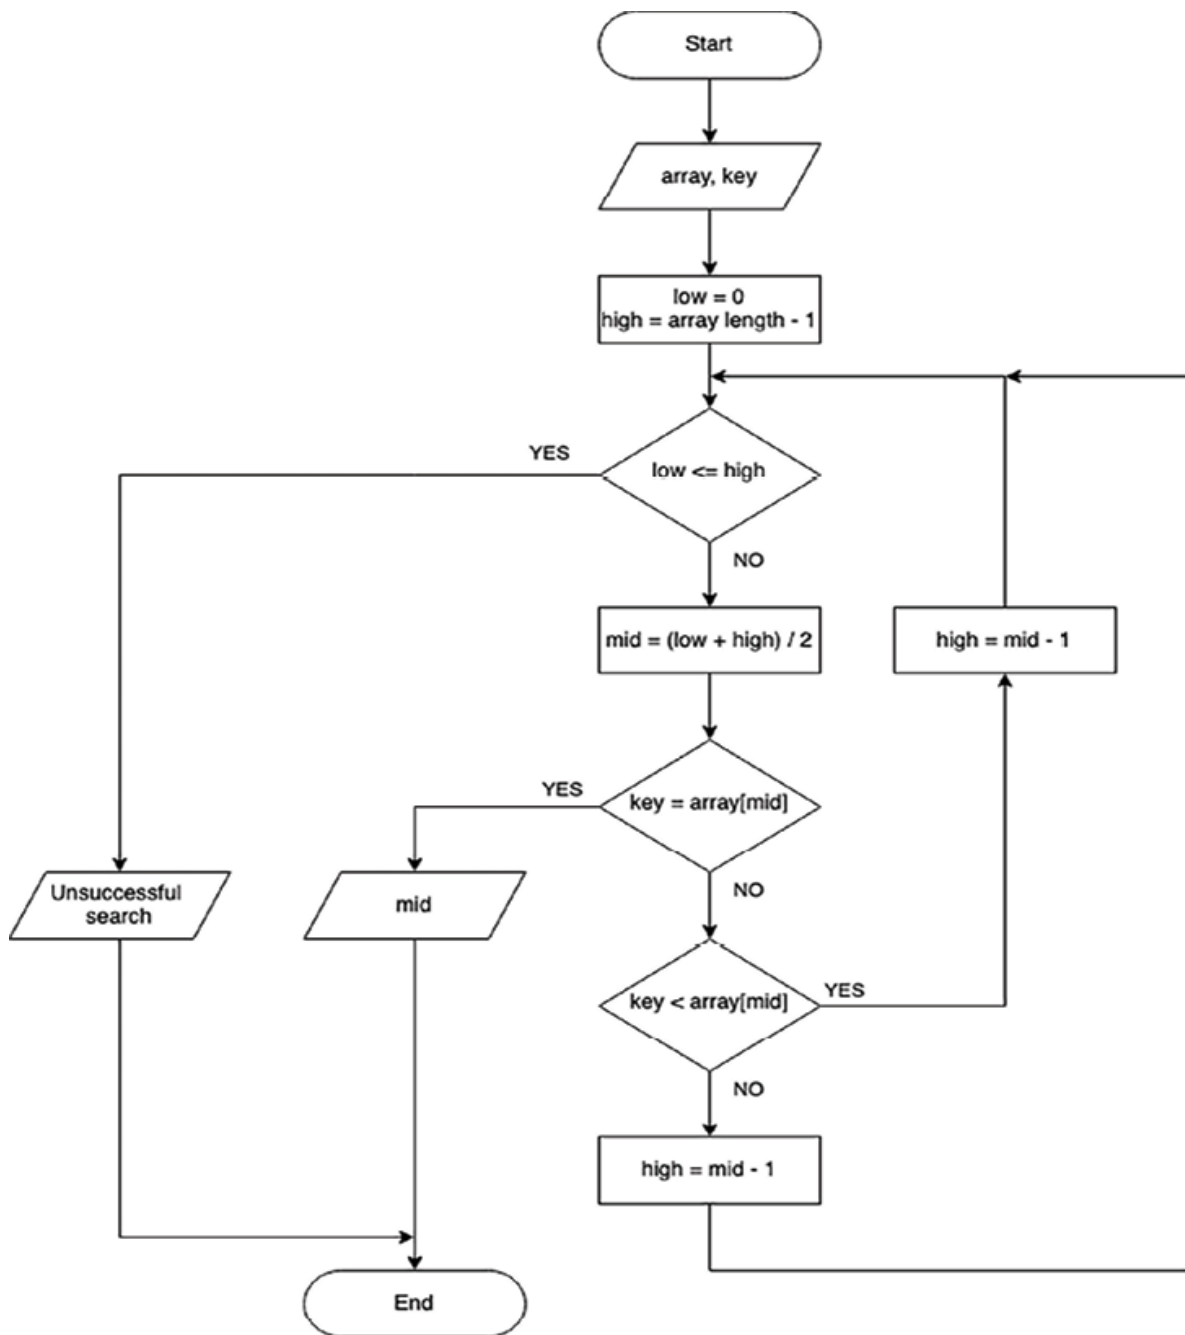 Start
array, key
low = 0
high = array length - 1
YES
low <= high
NO
mid = (low + high) / 2
high = mid - 1
YES
key = array[mid]
NO
Unsuccessful
search
mid
key < array[mid]
YES
NO
high = mid - 1
End